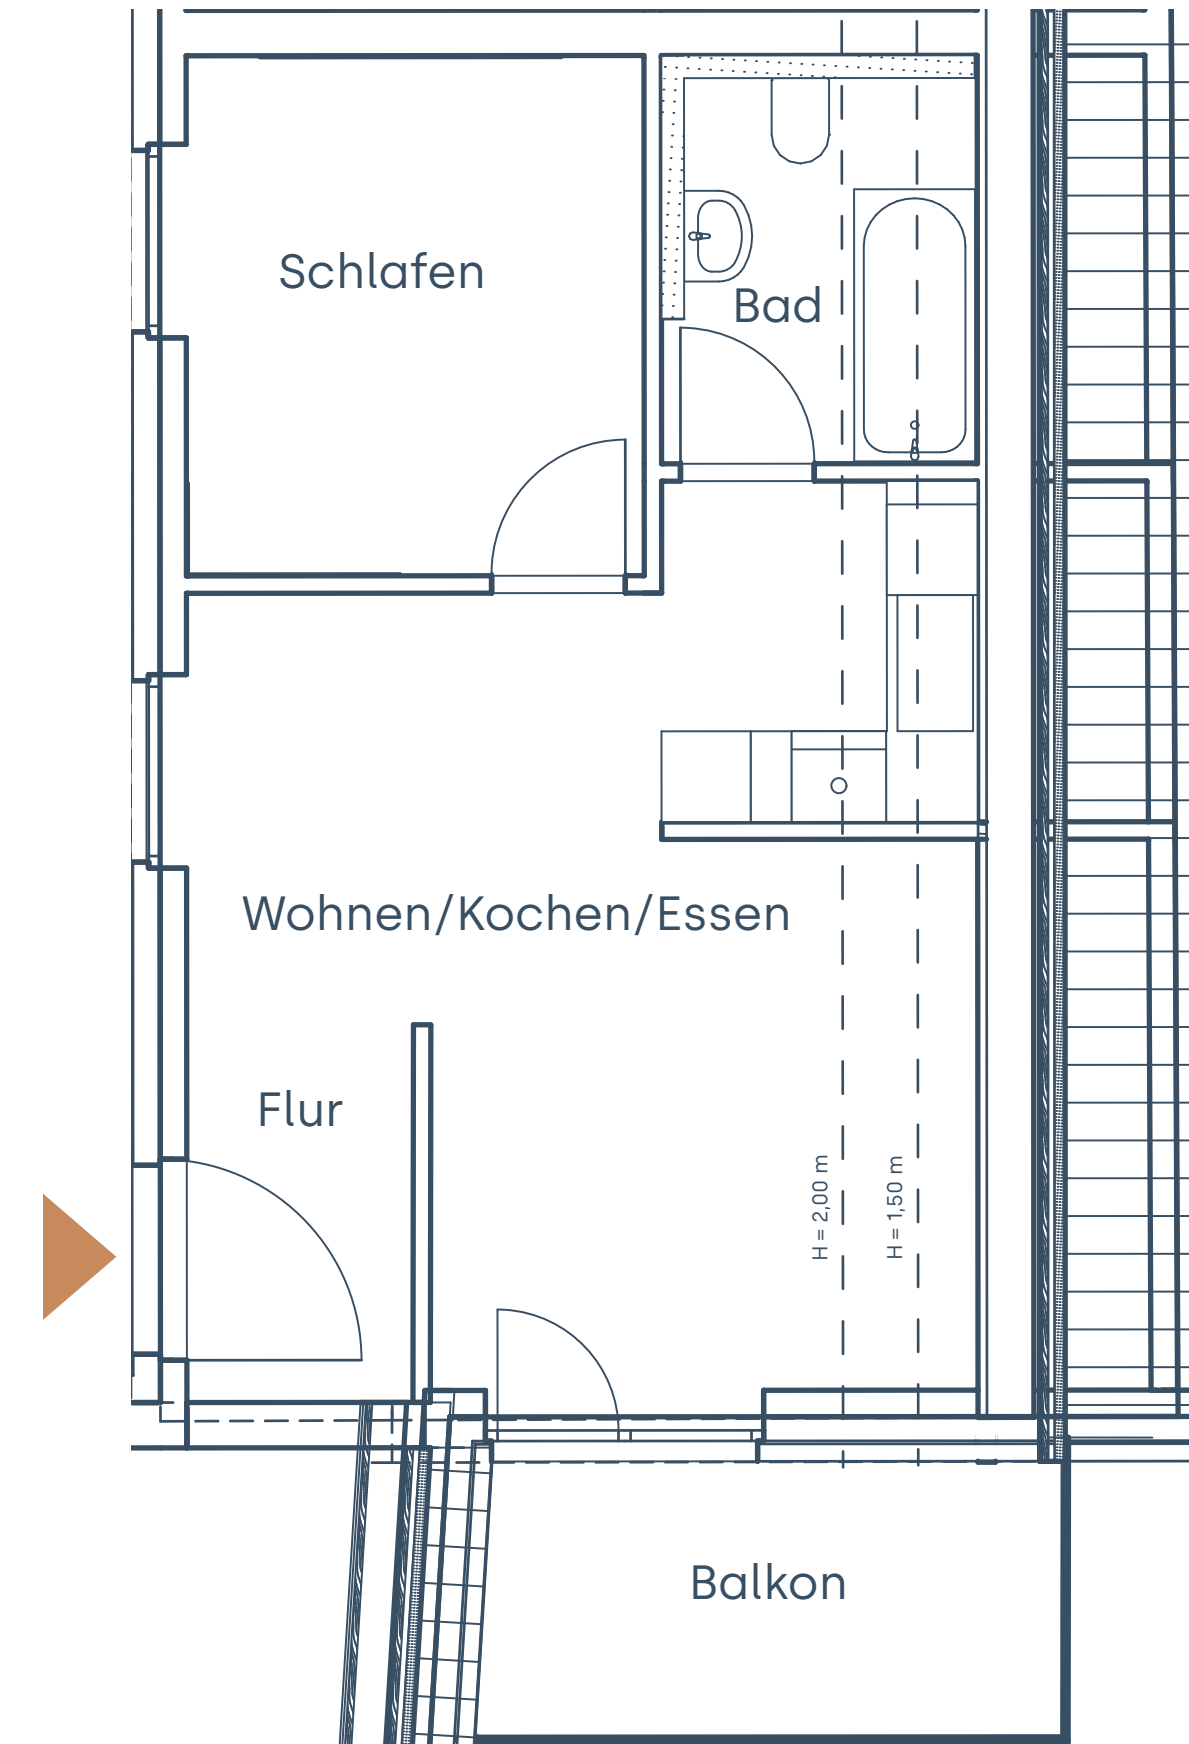 Schlafen
Bad
Wohnen/Kochen/Essen
Flur
H = 2,00 m
H = 1,50 m
Balkon